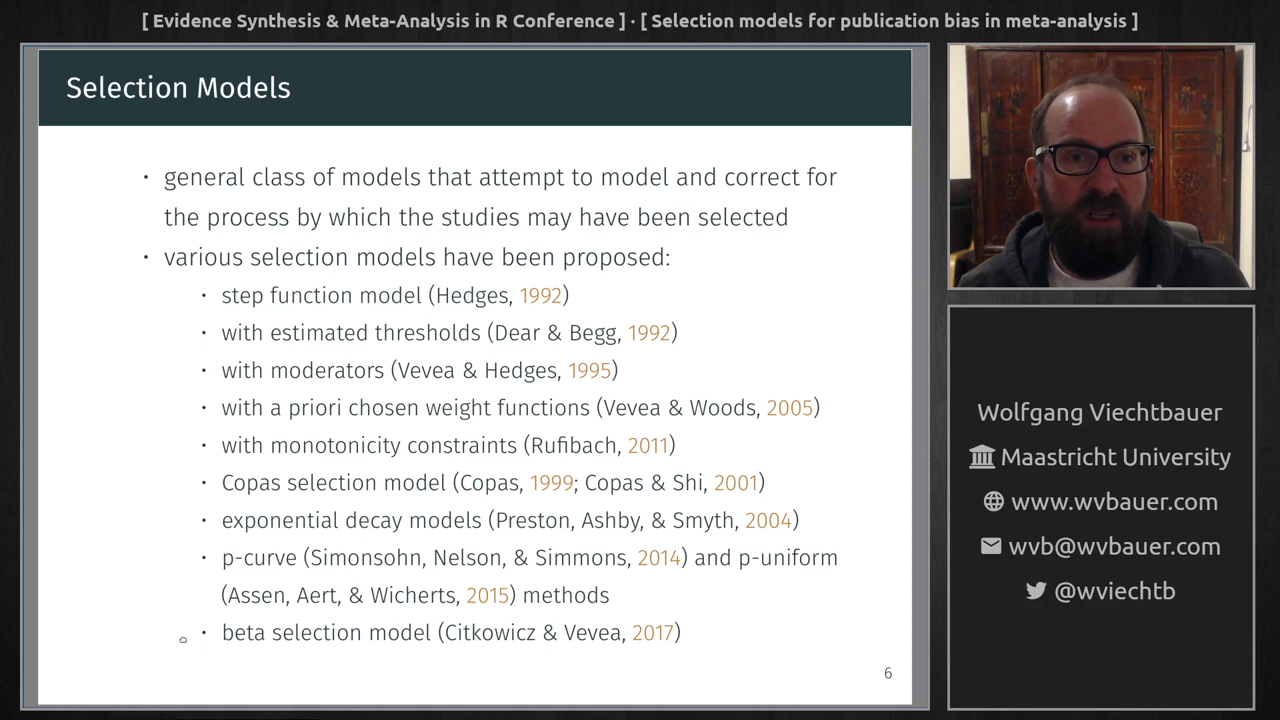 [ Evidence Synthesis & Meta-Analysis in R Conference ] · [ Selection models for publication bias in meta-analysis ]
Selection Models
· general class of models that attempt to model and correct for
the process by which the studies may have been selected
· various selection models have been proposed:
· step function model (Hedges, 1992)
· with estimated thresholds (Dear & Begg, 1992)
· with moderators (Vevea & Hedges, 1995)
· with a priori chosen weight functions (Vevea & Woods, 2005)
· with monotonicity constraints (Rufibach, 2011)
· Copas selection model (Copas, 1999; Copas & Shi, 2001)
· exponential decay models (Preston, Ashby, & Smyth, 2004)
· p-curve (Simonsohn, Nelson, & Simmons, 2014) and p-uniform
(Assen, Aert, & Wicherts, 2015) methods
· beta selection model (Citkowicz & Vevea, 2017)
6
Wolfgang Viechtbauer
Maastricht University
www.wvbauer.com
wvb@wvbauer.com
@wviechtb